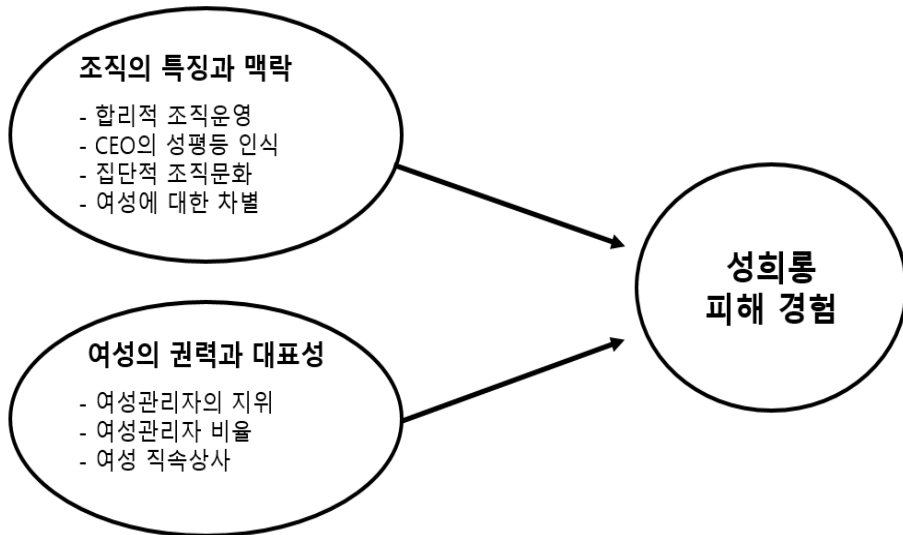 조직의 특징과 맥락
- 합리적 조직운영
- CEO의 성평등 인식
- 집단적 조직문화
- 여성에 대한 차별
성희롱
피해 경험
여성의 권력과 대표성
- 여성관리자의 지위
- 여성관리자 비율
- 여성 직속상사